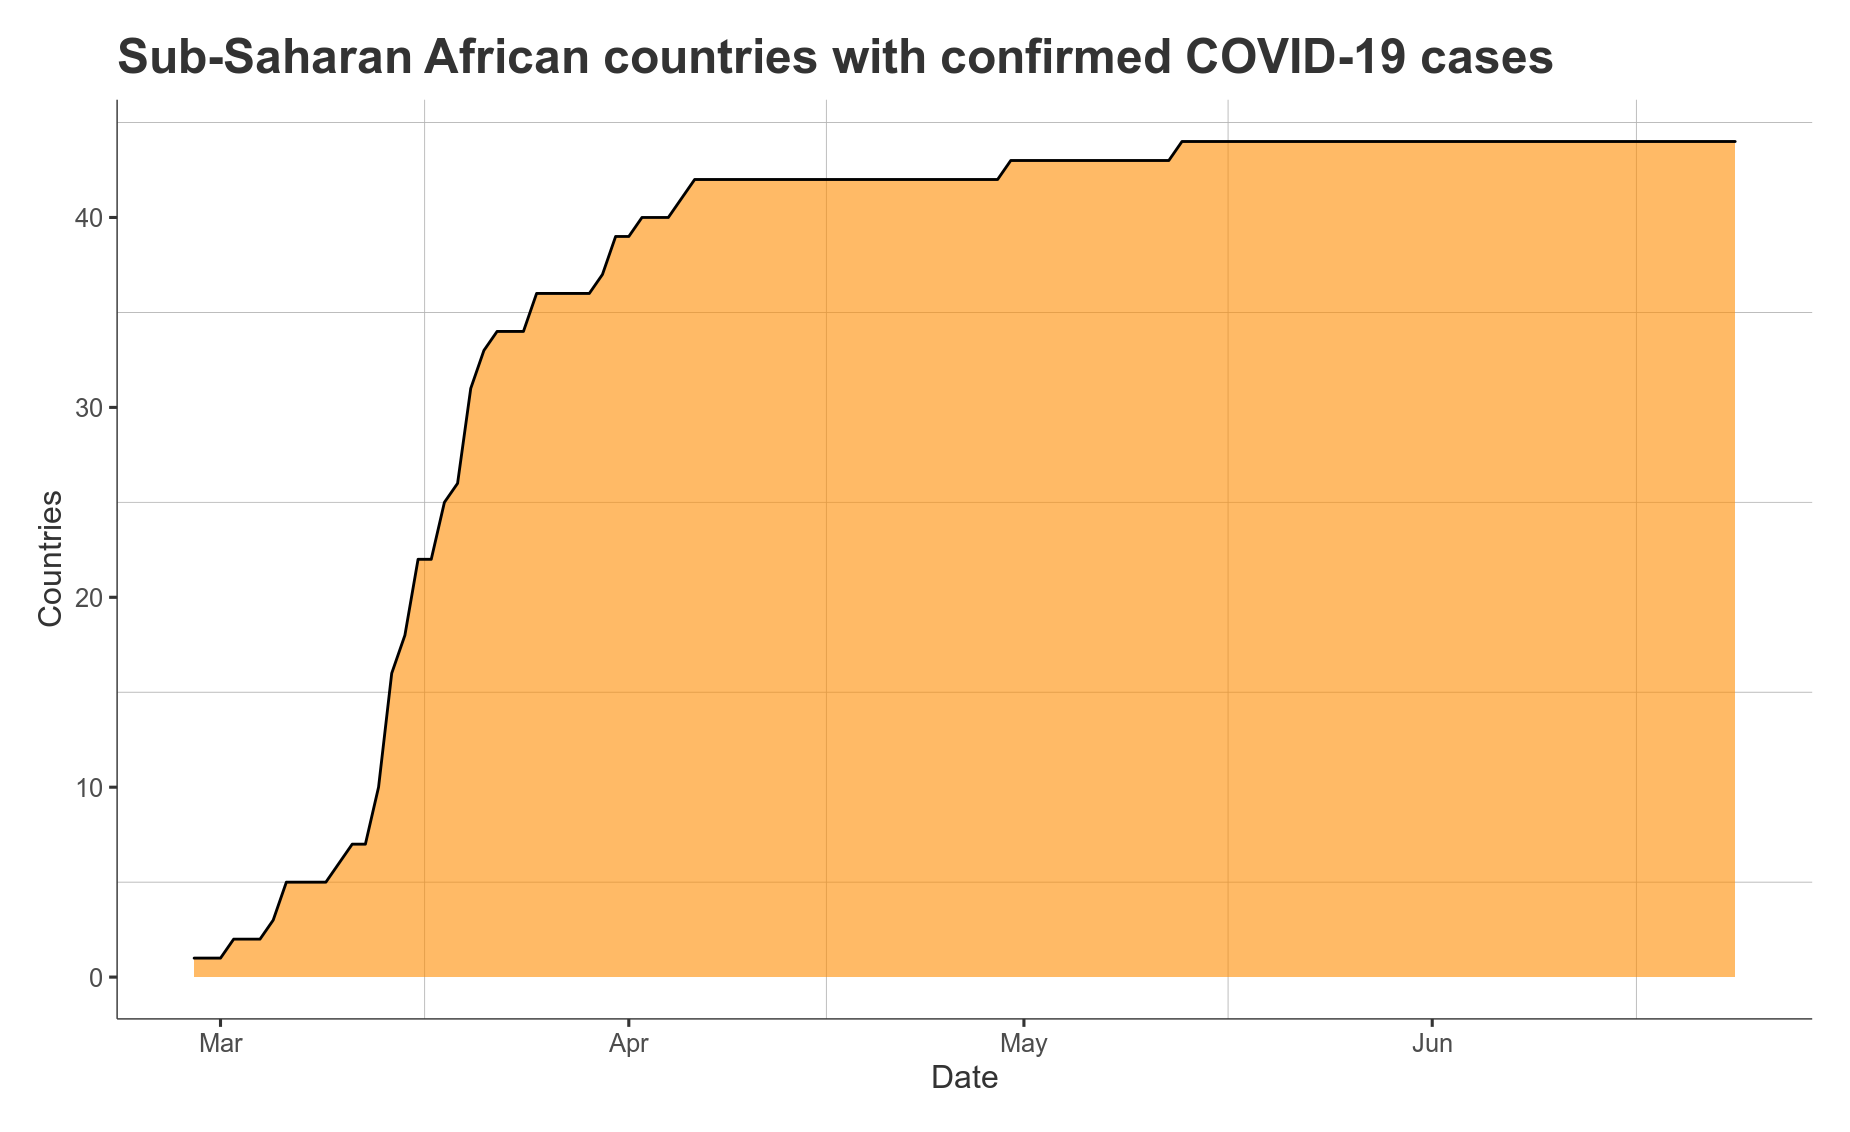 Sub-Saharan African countries with confirmed COVID-19 cases
Countries
40
30
20
10
0
Mar Apr May Jun
Date